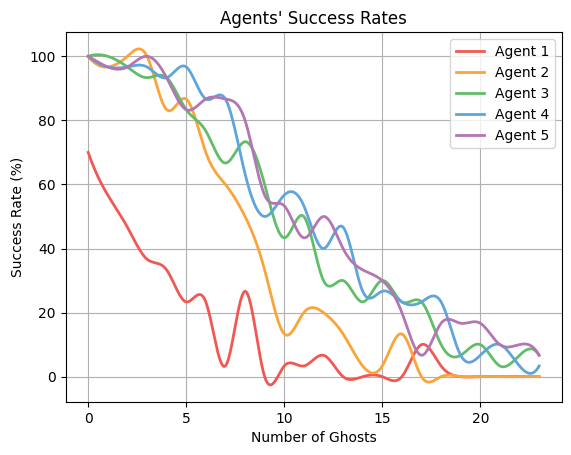 Agents' Success Rates
Agent 1
Agent 2
Agent 3
Agent 4
Agent 5
Success Rate (%)
100
80
60
40
20
0
0 5 10 15 20
Number of Ghosts